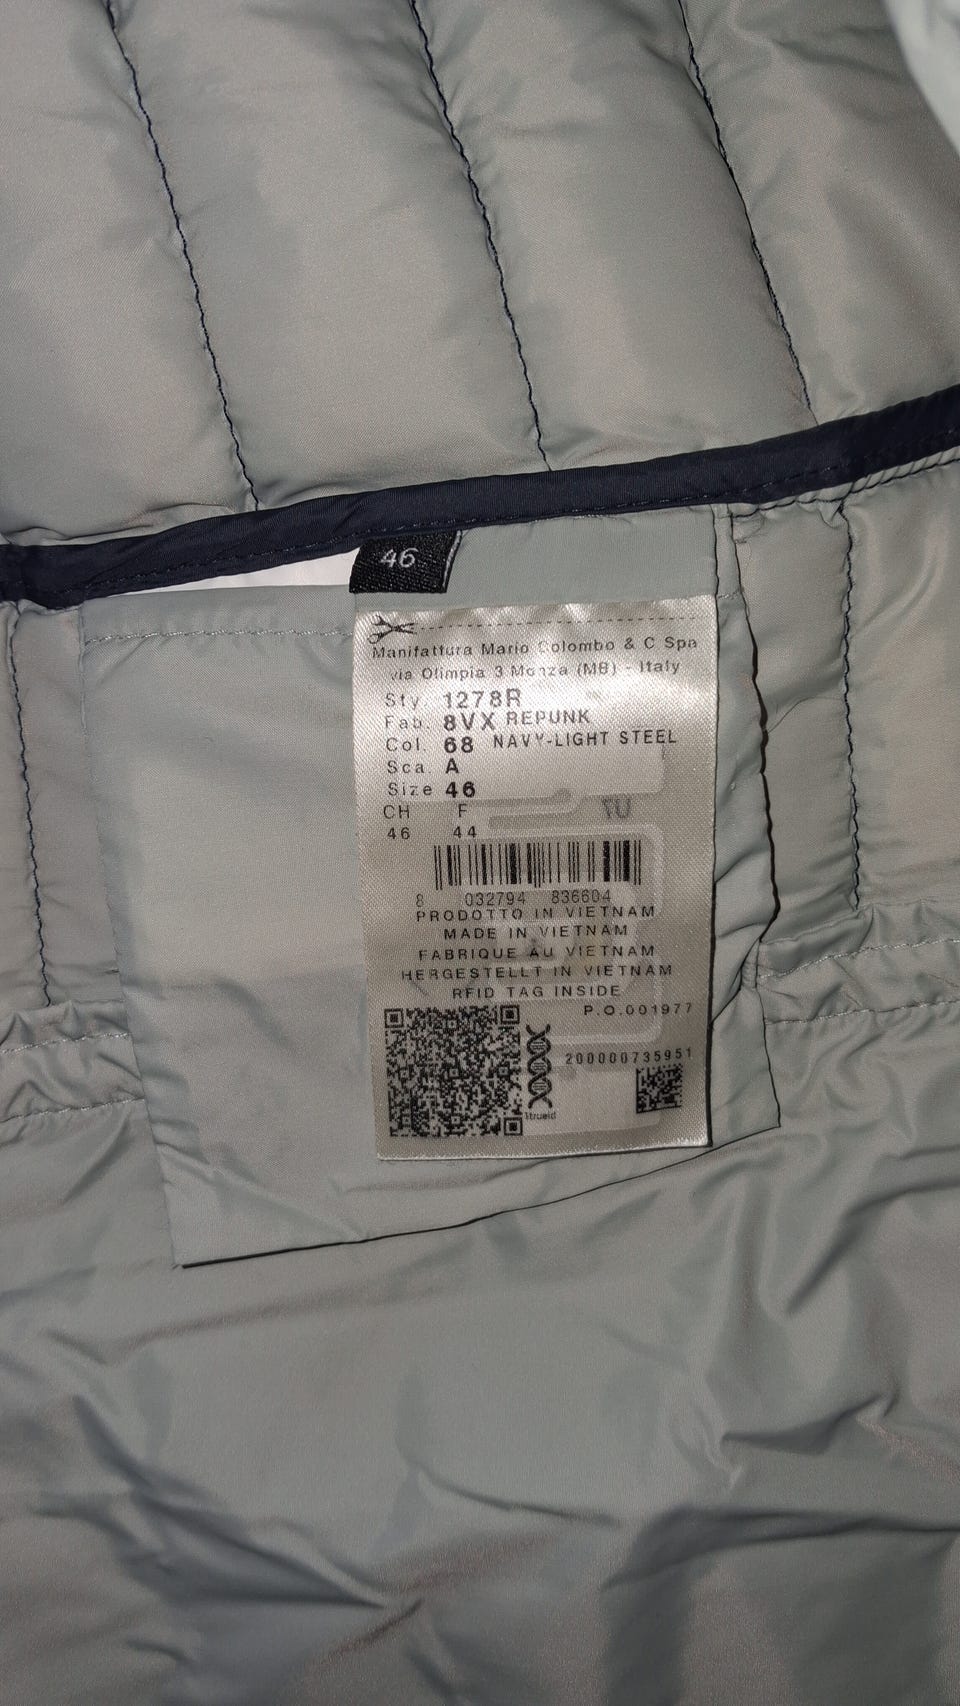 46
Manifattura Mario Colombo & C Spa
via Olimpia 3 Monza (MB) - Italy
Sty. 1278R
Fab. 8VX REPUNK
Col. 68 NAVY-LIGHT STEEL
Sca. A
Size 46
CH F
46 44
8 032794 836604
PRODOTTO IN VIETNAM
MADE IN VIETNAM
FABRIQUE AU VIETNAM
HERGESTELLT IN VIETNAM
RFID TAG INSIDE
P.O.001977
200000735951
1trueid